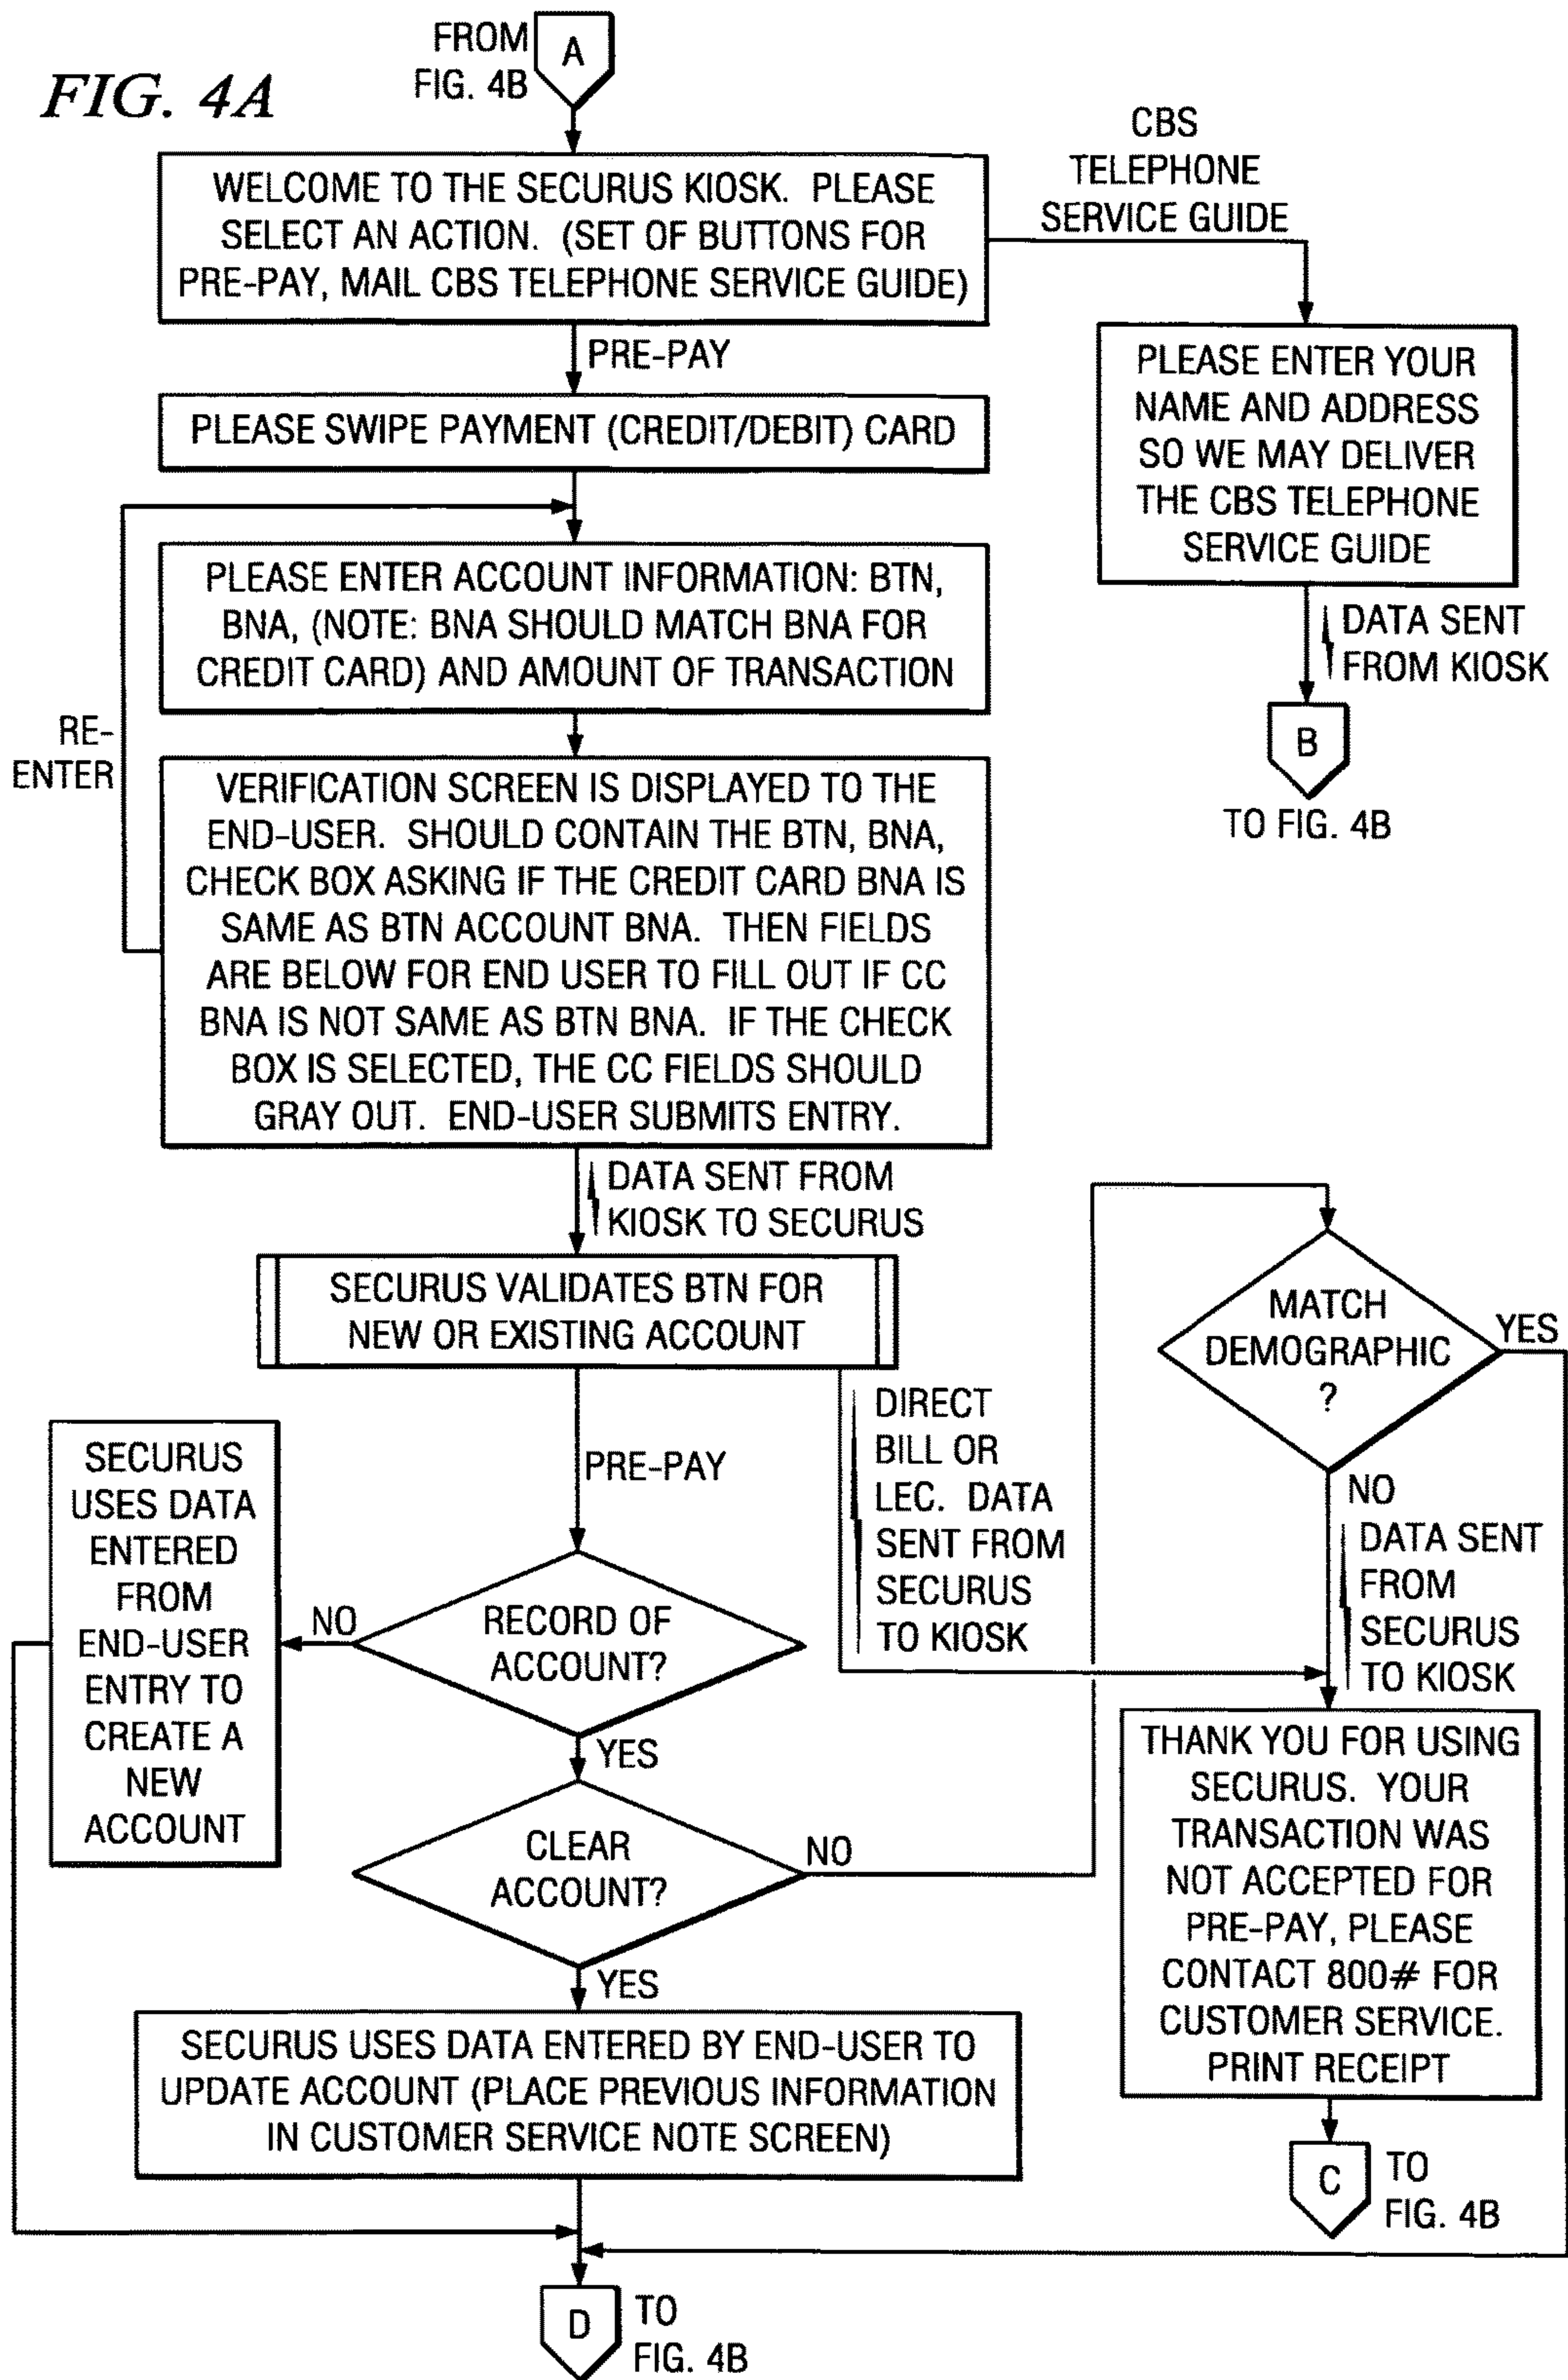 FROM
FIG. 4B
A
FIG. 4A
WELCOME TO THE SECURUS KIOSK. PLEASE
SELECT AN ACTION. (SET OF BUTTONS FOR
PRE-PAY, MAIL CBS TELEPHONE SERVICE GUIDE)
CBS
TELEPHONE
SERVICE GUIDE
PRE-PAY
PLEASE SWIPE PAYMENT (CREDIT/DEBIT) CARD
PLEASE ENTER YOUR
NAME AND ADDRESS
SO WE MAY DELIVER
THE CBS TELEPHONE
SERVICE GUIDE
DATA SENT
FROM KIOSK
B
TO FIG. 4B
PLEASE ENTER ACCOUNT INFORMATION: BTN,
BNA, (NOTE: BNA SHOULD MATCH BNA FOR
CREDIT CARD) AND AMOUNT OF TRANSACTION
RE-
ENTER
VERIFICATION SCREEN IS DISPLAYED TO THE
END-USER. SHOULD CONTAIN THE BTN, BNA,
CHECK BOX ASKING IF THE CREDIT CARD BNA IS
SAME AS BTN ACCOUNT BNA. THEN FIELDS
ARE BELOW FOR END USER TO FILL OUT IF CC
BNA IS NOT SAME AS BTN BNA. IF THE CHECK
BOX IS SELECTED, THE CC FIELDS SHOULD
GRAY OUT. END-USER SUBMITS ENTRY.
DATA SENT FROM
KIOSK TO SECURUS
SECURUS VALIDATES BTN FOR
NEW OR EXISTING ACCOUNT
PRE-PAY
DIRECT
BILL OR
LEC. DATA
SENT FROM
SECURUS
TO KIOSK
MATCH
DEMOGRAPHIC
?
YES
NO
DATA SENT
FROM
SECURUS
TO KIOSK
SECURUS
USES DATA
ENTERED
FROM
END-USER
ENTRY TO
CREATE A
NEW
ACCOUNT
NO
RECORD OF
ACCOUNT?
YES
CLEAR
ACCOUNT?
NO
YES
THANK YOU FOR USING
SECURUS. YOUR
TRANSACTION WAS
NOT ACCEPTED FOR
PRE-PAY, PLEASE
CONTACT 800# FOR
CUSTOMER SERVICE.
PRINT RECEIPT
SECURUS USES DATA ENTERED BY END-USER TO
UPDATE ACCOUNT (PLACE PREVIOUS INFORMATION
IN CUSTOMER SERVICE NOTE SCREEN)
C
TO
FIG. 4B
D
TO
FIG. 4B